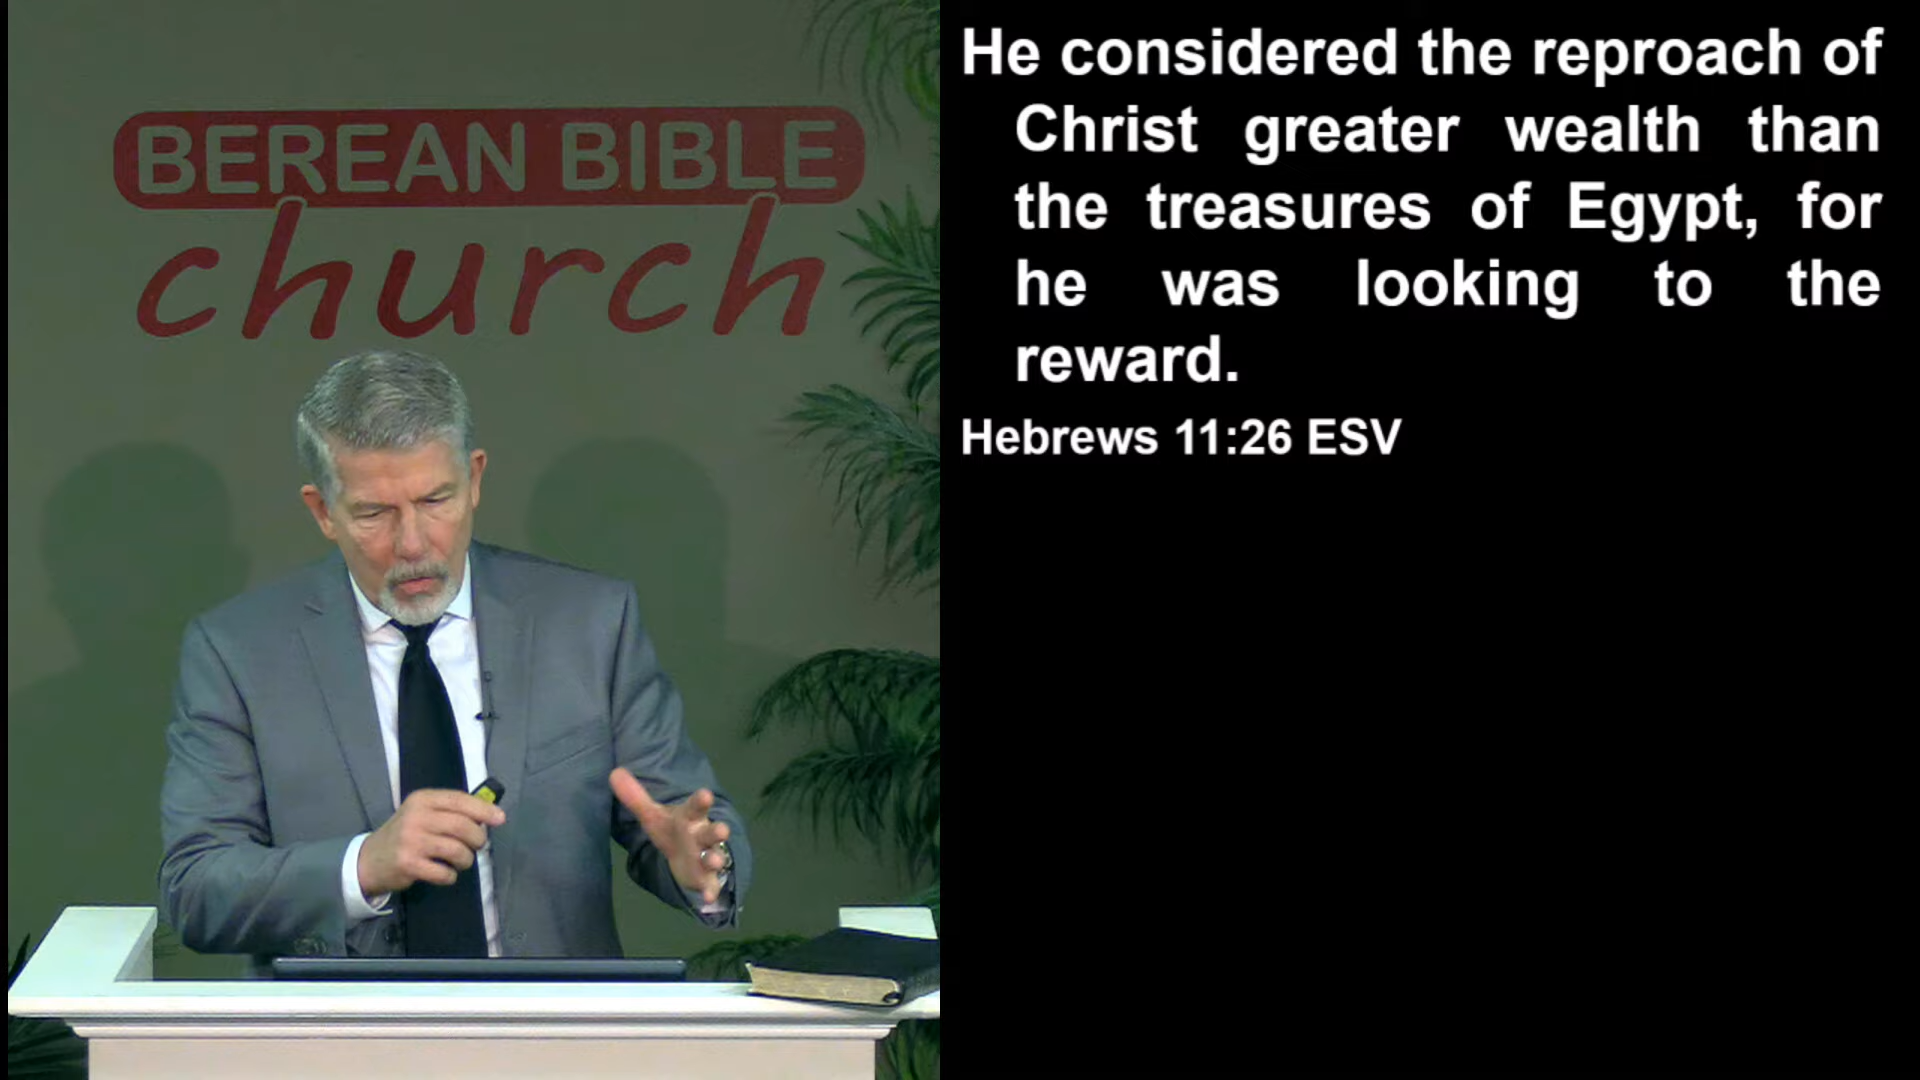 BEREAN BIBLE
church
He considered the reproach of
Christ greater wealth than
the treasures of Egypt, for
he was looking to the
reward.
Hebrews 11:26 ESV